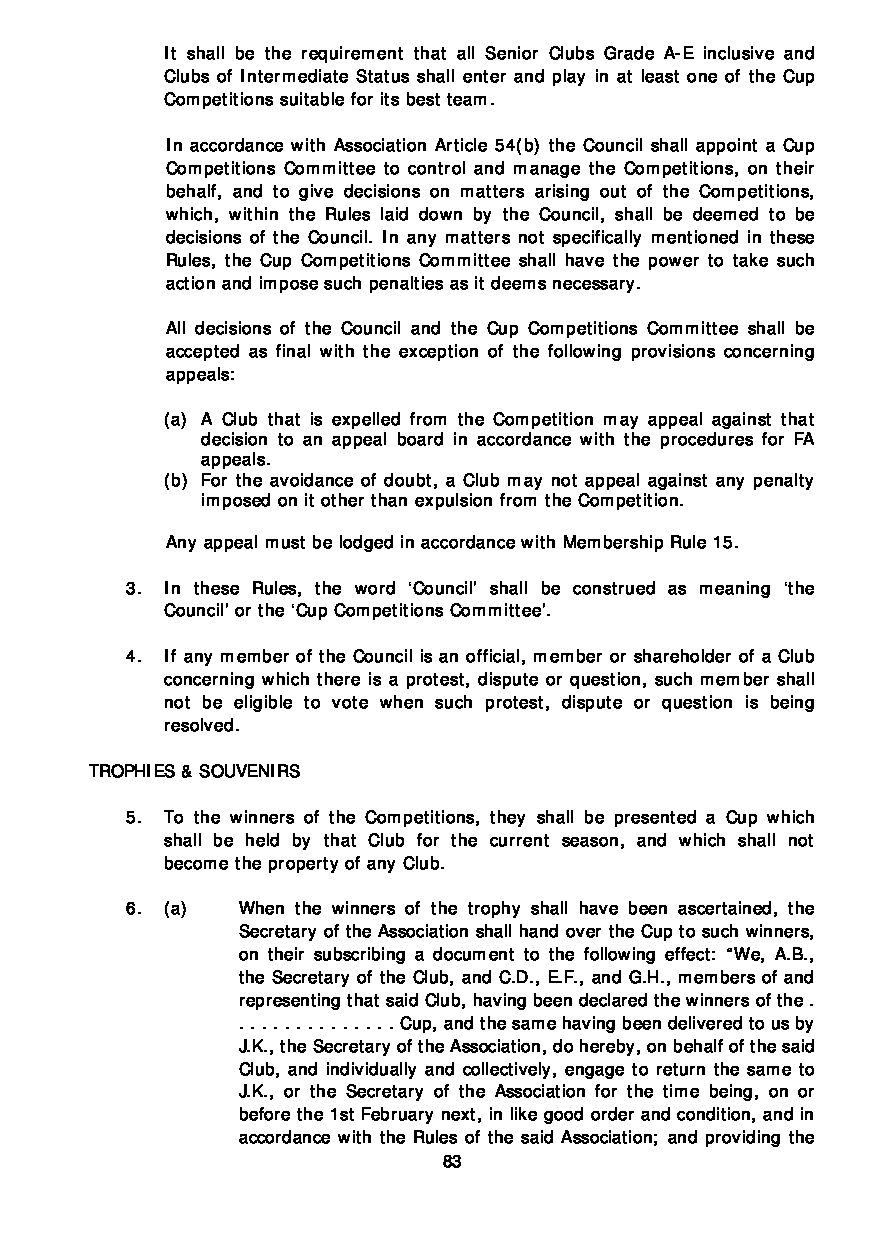 It shall be the requirement that all Senior Clubs Grade A-E inclusive and
Clubs of Intermediate Status shall enter and play in at least one of the Cup
Competitions suitable for its best team.
In accordance with Association Article 54(b) the Council shall appoint a Cup
Competitions Committee to control and manage the Competitions, on their
behalf, and to give decisions on matters arising out of the Competitions,
which, within the Rules laid down by the Council, shall be deemed to be
decisions of the Council. In any matters not specifically mentioned in these
Rules, the Cup Competitions Committee shall have the power to take such
action and impose such penalties as it deems necessary.
All decisions of the Council and the Cup Competitions Committee shall be
accepted as final with the exception of the following provisions concerning
appeals:
(a) A Club that is expelled from the Competition may appeal against that
decision to an appeal board in accordance with the procedures for FA
appeals.
(b) For the avoidance of doubt, a Club may not appeal against any penalty
imposed on it other than expulsion from the Competition.
Any appeal must be lodged in accordance with Membership Rule 15.
3. In these Rules, the word ‘Council’ shall be construed as meaning ‘the
Council’ or the ‘Cup Competitions Committee’.
4. If any member of the Council is an official, member or shareholder of a Club
concerning which there is a protest, dispute or question, such member shall
not be eligible to vote when such protest, dispute or question is being
resolved.
TROPHIES & SOUVENIRS
5. To the winners of the Competitions, they shall be presented a Cup which
shall be held by that Club for the current season, and which shall not
become the property of any Club.
6. (a) When the winners of the trophy shall have been ascertained, the
Secretary of the Association shall hand over the Cup to such winners,
on their subscribing a document to the following effect: “We, A.B.,
the Secretary of the Club, and C.D., E.F., and G.H., members of and
representing that said Club, having been declared the winners of the .
. . . . . . . . . . . . . . Cup, and the same having been delivered to us by
J.K., the Secretary of the Association, do hereby, on behalf of the said
Club, and individually and collectively, engage to return the same to
J.K., or the Secretary of the Association for the time being, on or
before the 1st February next, in like good order and condition, and in
accordance with the Rules of the said Association; and providing the
83